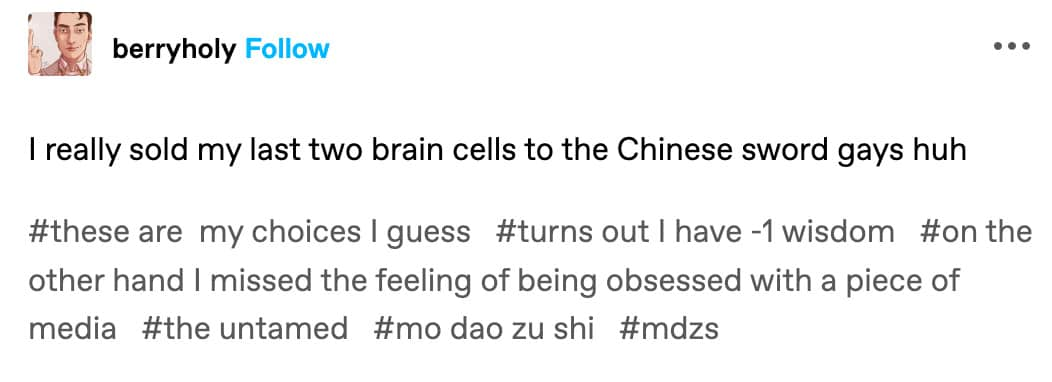 berryholy Follow
I really sold my last two brain cells to the Chinese sword gays huh
#these are  my choices I guess #turns out I have -1 wisdom #on the
other hand I missed the feeling of being obsessed with a piece of
media #the untamed #mo dao zu shi #mdzs